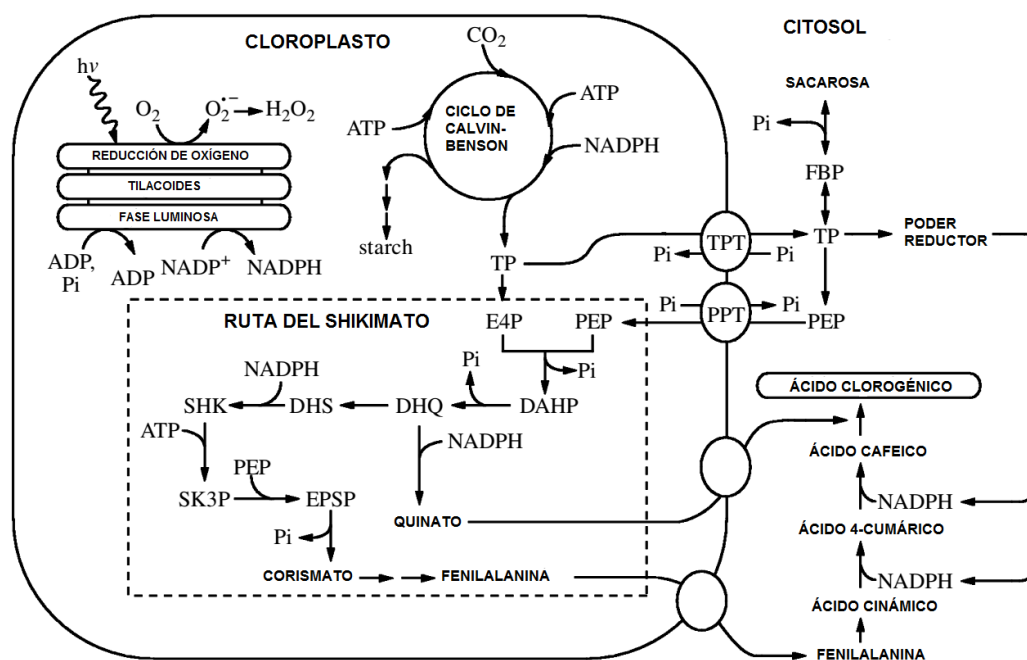 CLOROPLASTO
CITOSOL
hν
O₂
O₂•−
H₂O₂
REDUCCIÓN DE OXÍGENO
TILACOIDES
FASE LUMINOSA
ADP,
Pi
ADP
NADP⁺
NADPH
CO₂
CICLO DE
CALVIN-
BENSON
ATP
ATP
NADPH
starch
TP
SACAROSA
Pi
FBP
TPT
TP
PODER
REDUCTOR
Pi
Pi
Pi
PPT
Pi
PEP
RUTA DEL SHIKIMATO
E4P
PEP
Pi
Pi
NADPH
SHK
DHS
DHQ
DAHP
ATP
NADPH
PEP
SK3P
EPSP
QUINATO
Pi
CORISMATO
FENILALANINA
ÁCIDO CLOROGÉNICO
ÁCIDO CAFEICO
NADPH
ÁCIDO 4-CUMÁRICO
NADPH
ÁCIDO CINÁMICO
FENILALANINA